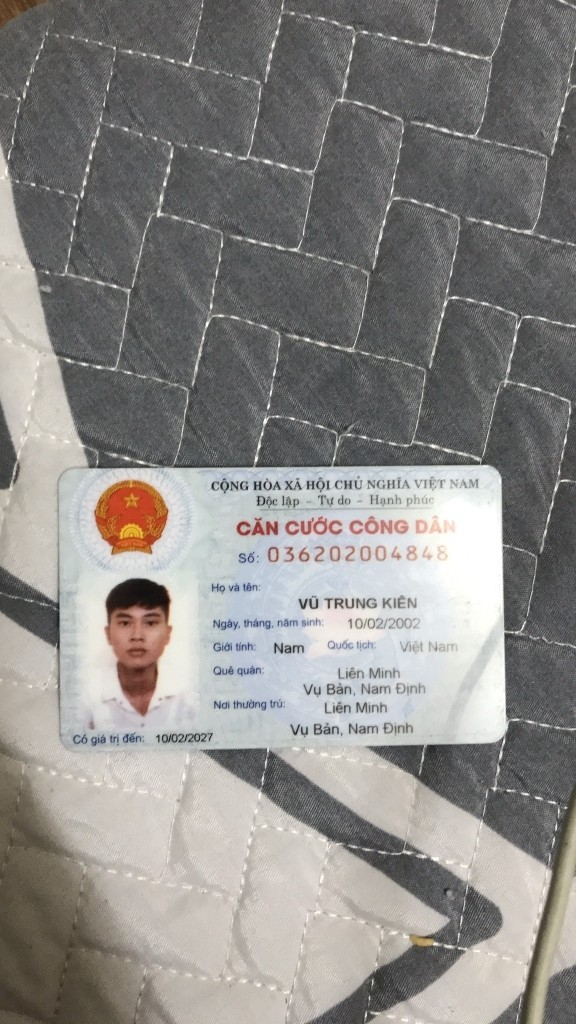 CỘNG HÒA XÃ HỘI CHỦ NGHĨA VIỆT NAM
Độc lập – Tự do – Hạnh phúc
CĂN CƯỚC CÔNG DÂN
Số: 036202004848
Họ và tên:
VŨ TRUNG KIÊN
Ngày, tháng, năm sinh: 10/02/2002
Giới tính: Nam Quốc tịch: Việt Nam
Quê quán: Liên Minh
Vụ Bản, Nam Định
Nơi thường trú: Liên Minh
Vụ Bản, Nam Định
Có giá trị đến: 10/02/2027